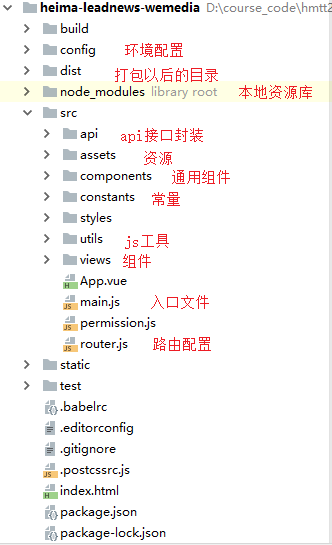 heima-leadnews-wemedia D:\course_code\hmtt2
build
config 环境配置
dist 打包以后的目录
node_modules library root 本地资源库
src
api api接口封装
assets 资源
components 通用组件
constants 常量
styles
utils js工具
views 组件
App.vue
main.js 入口文件
permission.js
router.js 路由配置
static
test
.babelrc
.editorconfig
.gitignore
.postcssrc.js
index.html
package.json
package-lock.json